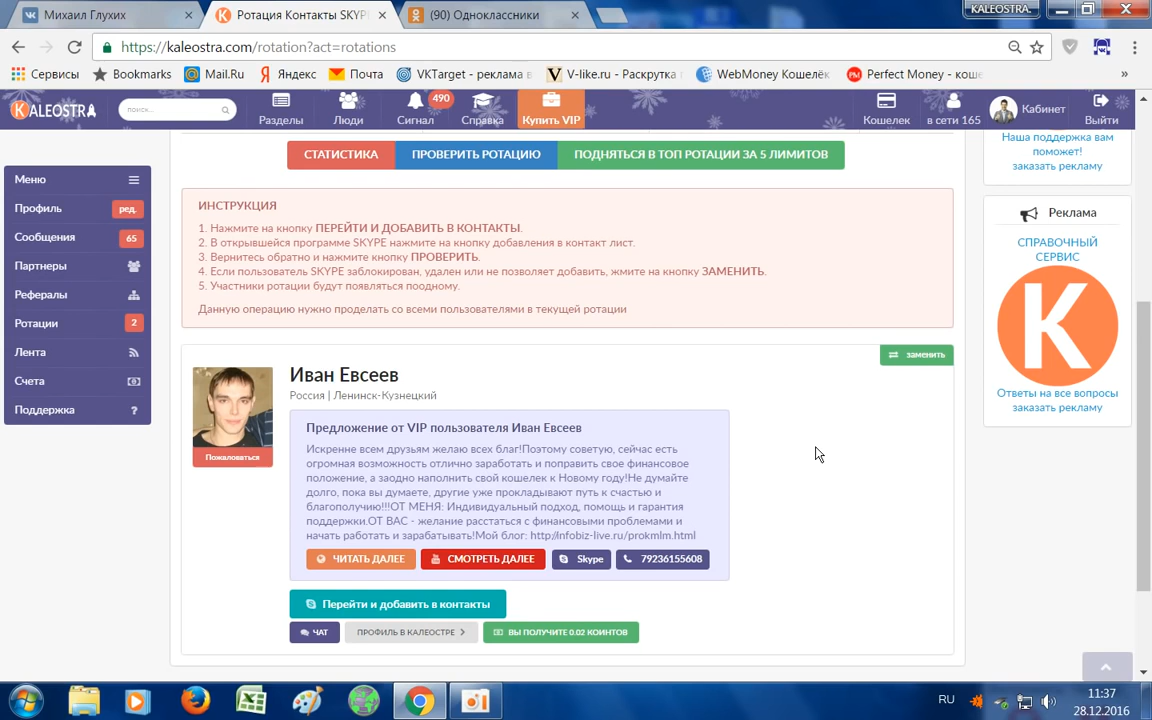 Михаил Глухих
Ротация Контакты SKYPE
(90) Одноклассники
KALEOSTRA.
https://kaleostra.com/rotation?act=rotations
Сервисы
Bookmarks
Mail.Ru
Яндекс
Почта
VKTarget - реклама в
V-like.ru - Раскрутка
WebMoney Кошелёк
Perfect Money - коше
»
KALEOSTRA
поиск...
Разделы
Люди
490
Сигнал
Справка
Купить VIP
Кошелек
в сети 165
Кабинет
Выйти
Меню
Профиль
ред.
Сообщения
65
Партнеры
Рефералы
Ротации
2
Лента
Счета
Поддержка
?
СТАТИСТИКА
ПРОВЕРИТЬ РОТАЦИЮ
ПОДНЯТЬСЯ В ТОП РОТАЦИИ ЗА 5 ЛИМИТОВ
ИНСТРУКЦИЯ
1. Нажмите на кнопку ПЕРЕЙТИ И ДОБАВИТЬ В КОНТАКТЫ.
2. В открывшейся программе SKYPE нажмите на кнопку добавления в контакт лист.
3. Вернитесь обратно и нажмите кнопку ПРОВЕРИТЬ.
4. Если пользователь SKYPE заблокирован, удален или не позволяет добавить, жмите на кнопку ЗАМЕНИТЬ.
5. Участники ротации будут появляться поодному.
Данную операцию нужно проделать со всеми пользователями в текущей ротации
заменить
Пожаловаться
Иван Евсеев
Россия | Ленинск-Кузнецкий
Предложение от VIP пользователя Иван Евсеев
Искренне всем друзьям желаю всех благ!Поэтому советую, сейчас есть
огромная возможность отлично заработать и поправить свое финансовое
положение, а заодно наполнить свой кошелек к Новому году!Не думайте
долго, пока вы думаете, другие уже прокладывают путь к счастью и
благополучию!!!ОТ МЕНЯ: Индивидуальный подход, помощь и гарантия
поддержки.ОТ ВАС - желание расстаться с финансовыми проблемами и
начать работать и зарабатывать!Мой блог: http://infobiz-live.ru/prokmlm.html
ЧИТАТЬ ДАЛЕЕ
СМОТРЕТЬ ДАЛЕЕ
Skype
79236155608
Перейти и добавить в контакты
ЧАТ
ПРОФИЛЬ В КАЛЕОСТРЕ
ВЫ ПОЛУЧИТЕ 0.02 КОИНТОВ
Наша поддержка вам
поможет!
заказать рекламу
Реклама
СПРАВОЧНЫЙ
СЕРВИС
K
Ответы на все вопросы
заказать рекламу
RU
11:37
28.12.2016